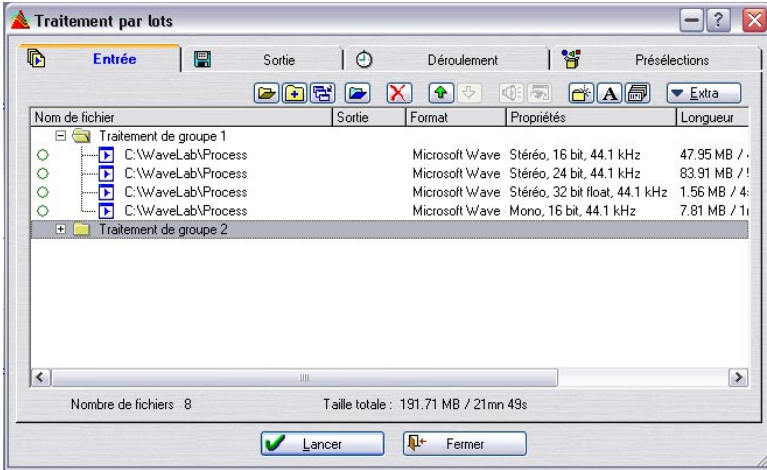 Traitement par lots
Entrée Sortie Déroulement Présélections
A Extra
Nom de fichier Sortie Format Propriétés Longueur
Traitement de groupe 1
C:\WaveLab\Process Microsoft Wave Stéréo, 16 bit, 44.1 kHz 47.95 MB /
C:\WaveLab\Process Microsoft Wave Stéréo, 24 bit, 44.1 kHz 83.91 MB /
C:\WaveLab\Process Microsoft Wave Stéréo, 32 bit float, 44.1 kHz 1.56 MB /
C:\WaveLab\Process Microsoft Wave Mono, 16 bit, 44.1 kHz 7.81 MB /
Traitement de groupe 2
Nombre de fichiers 8 Taille totale : 191.71 MB / 21mn 49s
Lancer Fermer